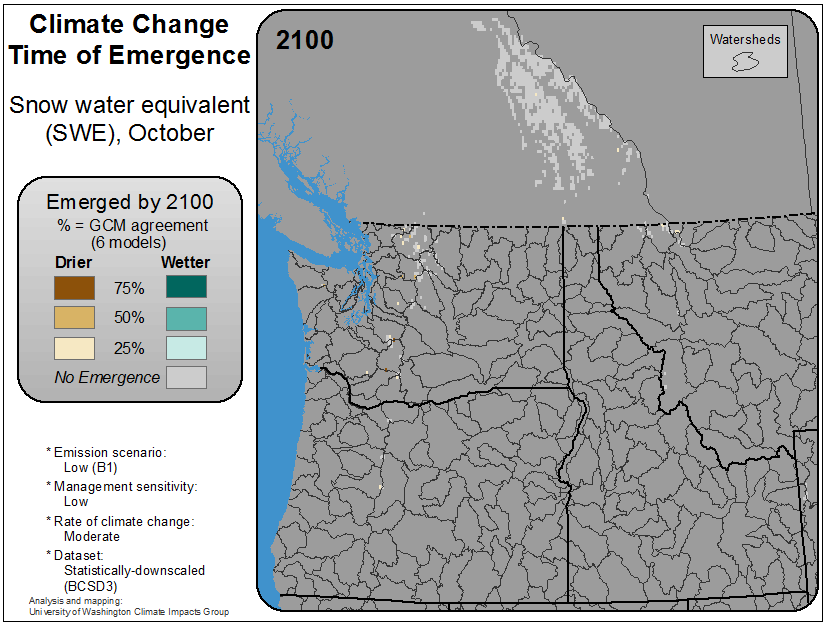 Climate Change
Time of Emergence
Snow water equivalent
(SWE), October
Emerged by 2100
% = GCM agreement
(6 models)
Drier
Wetter
75%
50%
25%
No Emergence
* Emission scenario:
Low (B1)
* Management sensitivity:
Low
* Rate of climate change:
Moderate
* Dataset:
Statistically-downscaled
(BCSD3)
Analysis and mapping:
University of Washington Climate Impacts Group
2100
Watersheds